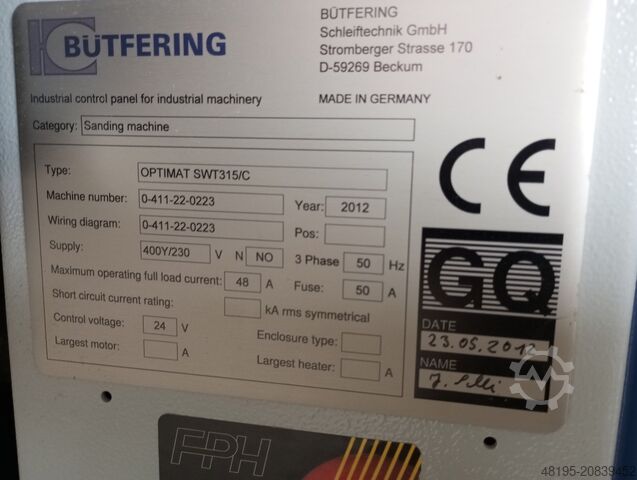 BÜTFERING
BÜTFERING
Schleiftechnik GmbH
Stromberger Strasse 170
D-59269 Beckum
Industrial control panel for industrial machinery
MADE IN GERMANY
Category: Sanding machine
Type: OPTIMAT SWT315/C
Machine number: 0-411-22-0223 Year: 2012
Wiring diagram: 0-411-22-0223 Pos:
Supply: 400Y/230 V N NO 3 Phase 50 Hz
Maximum operating full load current: 48 A Fuse: 50 A
Short circuit current rating: kA rms symmetrical
Control voltage: 24 V Enclosure type:
Largest motor: A Largest heater: A
CE
GQ
DATE
23.05.2012
NAME
FPH
48195-20839452